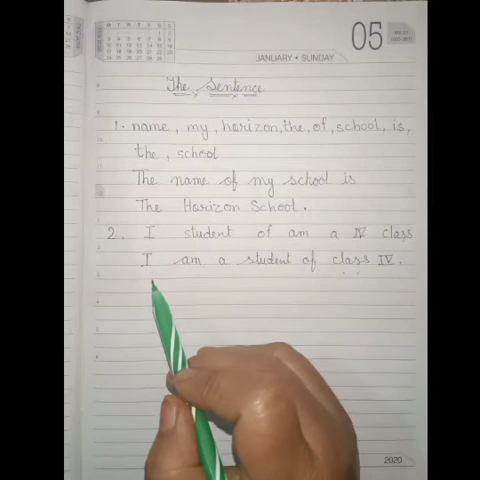 05
JANUARY • SUNDAY
The Sentence
1. name, my, horizon, the, of, school, is,
the, school
The name of my school is
The Horizon School.
2. I student of am a IV class
I am a student of class IV.
2020